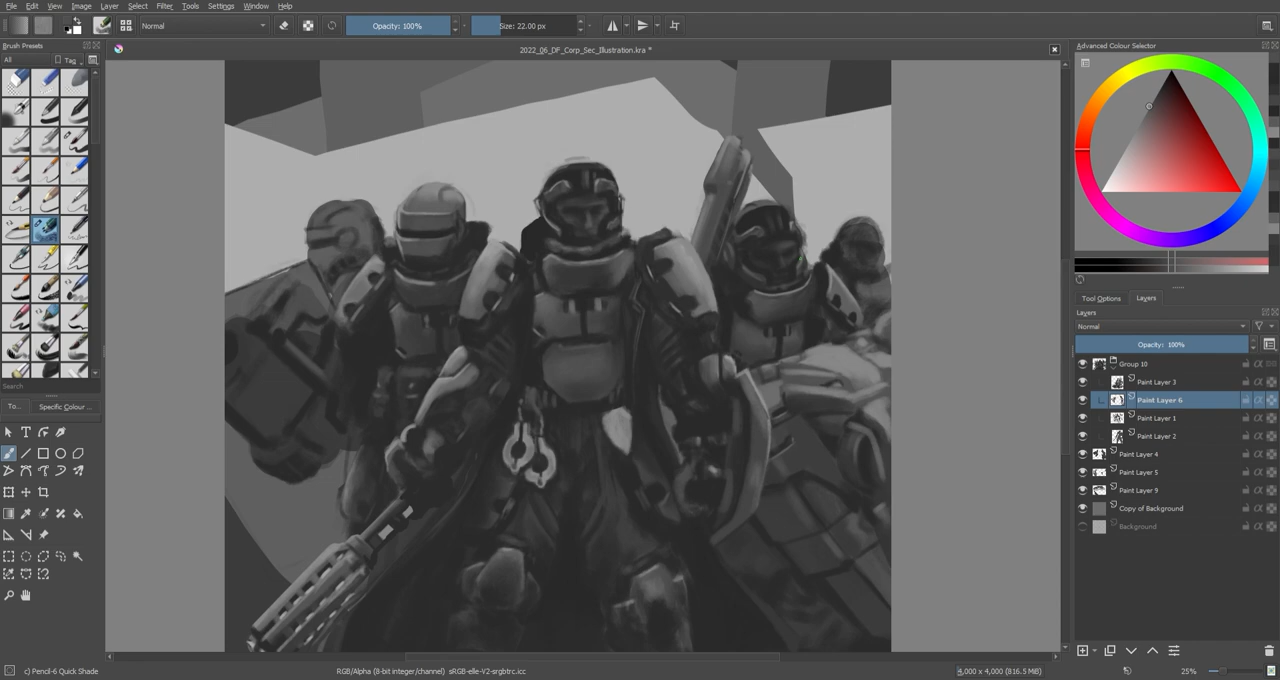 File Edit View Image Layer Select Filter Tools Settings Window Help
Normal Opacity: 100% Size: 22.00 px
Brush Presets
2022_06_DF_Corp_Sec_Illustration.kra *
Advanced Colour Selector
All Tag
Search
To... Specific Colour ...
Tool Options Layers
Layers
Normal
Opacity: 100%
Group 10
Paint Layer 3
Paint Layer 6
Paint Layer 1
Paint Layer 2
Paint Layer 4
Paint Layer 5
Paint Layer 9
Copy of Background
Background
c) Pencil-6 Quick Shade RGB/Alpha (8-bit integer/channel) sRGB-elle-V2-srgbtrc.icc 4,000 x 4,000 (816.5 MiB) 25%